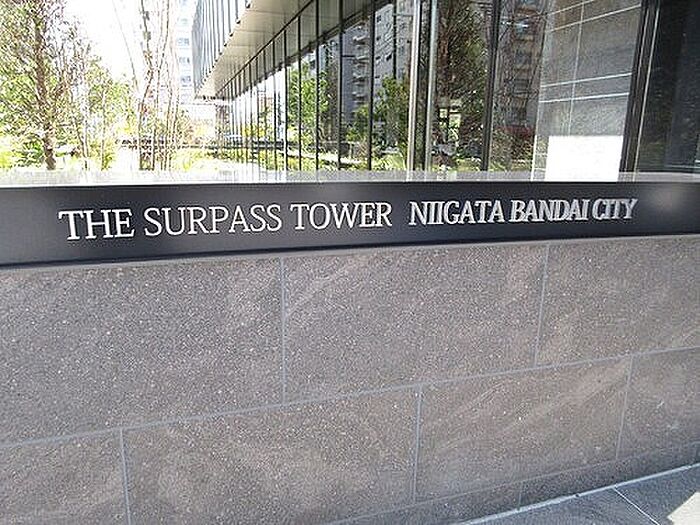 THE SURPASS TOWER NIIGATA BANDAI CITY